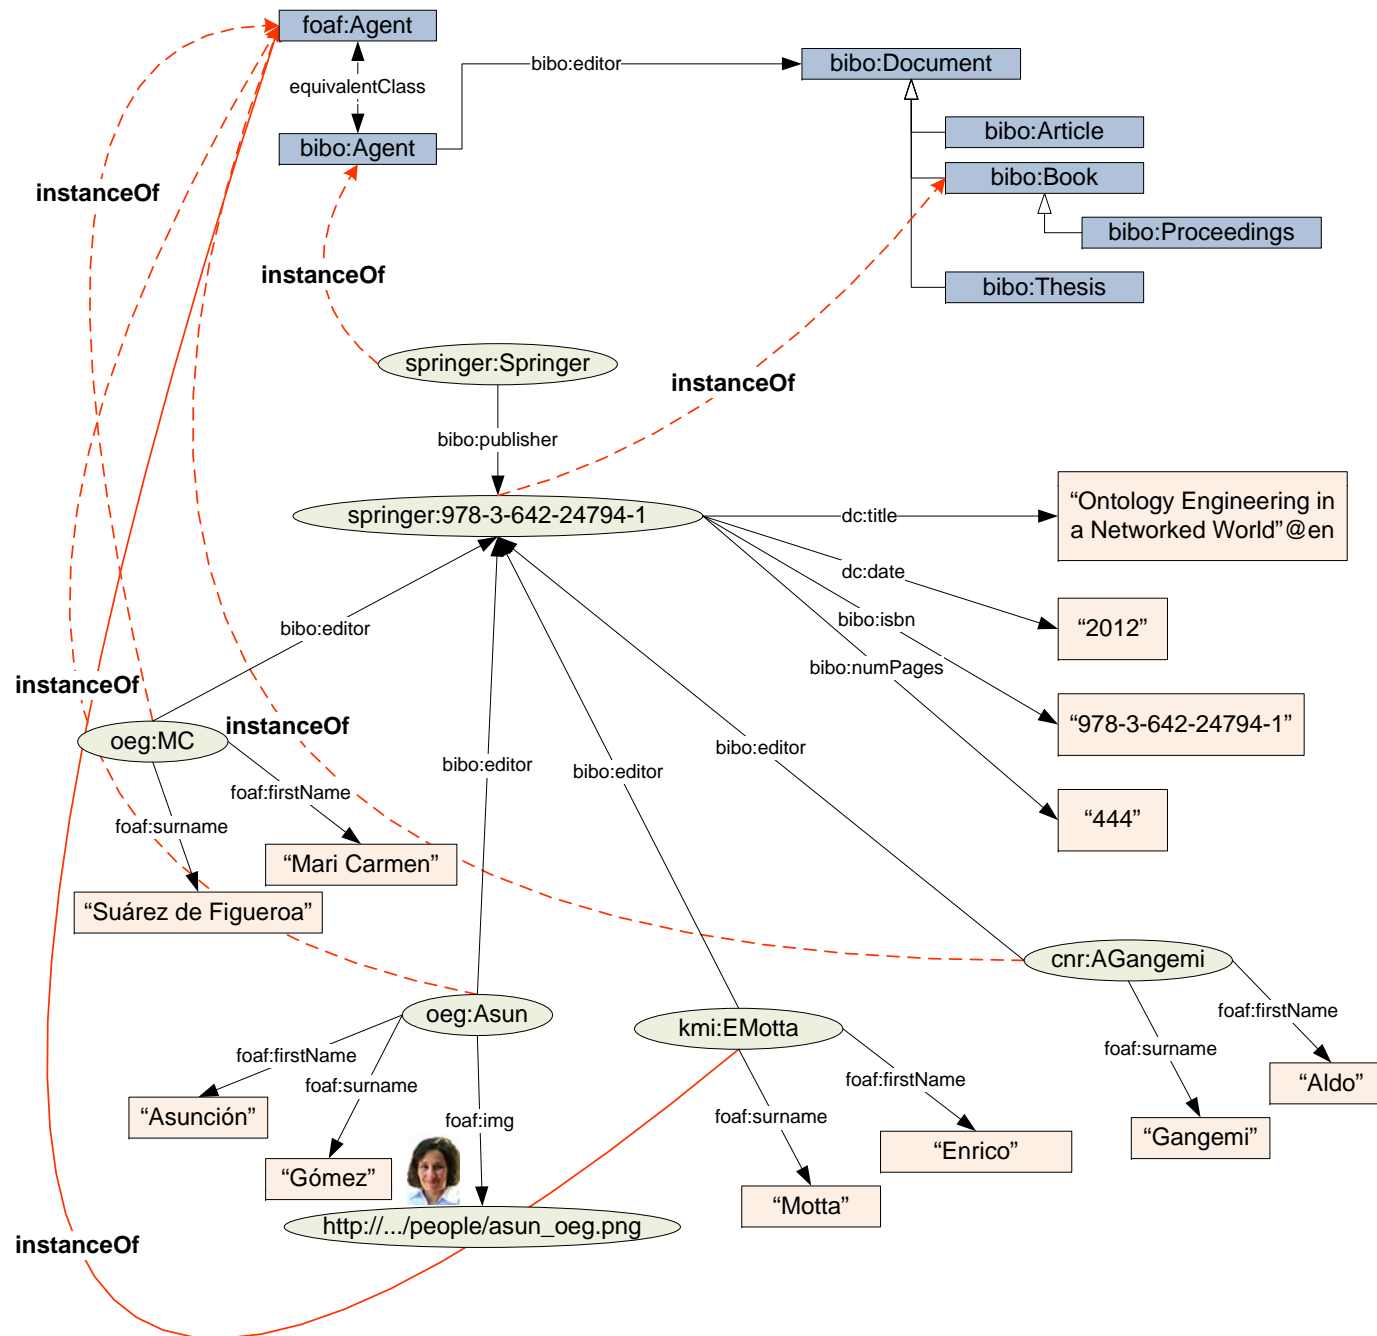 foaf:Agent
equivalentClass
bibo:Agent
bibo:editor
bibo:Document
bibo:Article
bibo:Book
bibo:Proceedings
bibo:Thesis
instanceOf
instanceOf
springer:Springer
instanceOf
bibo:publisher
springer:978-3-642-24794-1
dc:title
“Ontology Engineering in
a Networked World”@en
dc:date
“2012”
bibo:isbn
“978-3-642-24794-1”
bibo:numPages
“444”
bibo:editor
instanceOf
oeg:MC
instanceOf
foaf:firstName
foaf:surname
“Mari Carmen”
“Suárez de Figueroa”
bibo:editor
bibo:editor
bibo:editor
oeg:Asun
foaf:firstName
foaf:surname
foaf:img
“Asunción”
“Gómez”
http://.../people/asun_oeg.png
kmi:EMotta
foaf:firstName
foaf:surname
“Enrico”
“Motta”
cnr:AGangemi
foaf:firstName
foaf:surname
“Aldo”
“Gangemi”
instanceOf